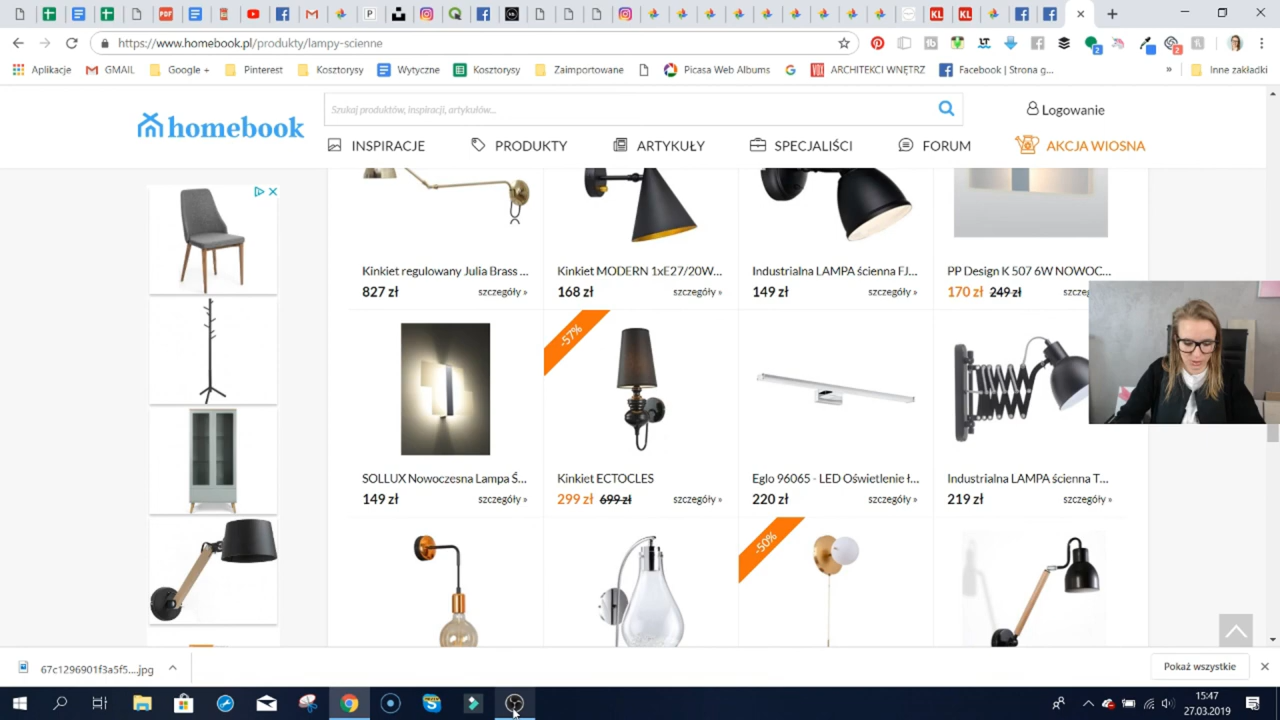 https://www.homebook.pl/produkty/lampy-scienne
Aplikacje
GMAIL
Google +
Pinterest
Kosztorysy
Wytyczne
Kosztorysy
Zaimportowane
Picasa Web Albums
ARCHITEKCI WNĘTRZ
Facebook | Strona g...
»
Inne zakładki
homebook
Szukaj produktów, inspiracji, artykułów...
Logowanie
INSPIRACJE
PRODUKTY
ARTYKUŁY
SPECJALIŚCI
FORUM
AKCJA WIOSNA
Kinkiet regulowany Julia Brass ...
827 zł
szczegóły »
Kinkiet MODERN 1xE27/20W...
168 zł
szczegóły »
Industrialna LAMPA ścienna FJ...
149 zł
szczegóły »
PP Design K 507 6W NOWOC...
170 zł 249 zł
-57%
SOLLUX Nowoczesna Lampa Ś...
149 zł
szczegóły »
Kinkiet ECTOCLES
299 zł 699 zł
szczegóły »
Eglo 96065 - LED Oświetlenie ł...
220 zł
szczegóły »
Industrialna LAMPA ścienna T...
219 zł
szczegóły »
-50%
67c1296901f3a5f5....jpg
Pokaż wszystkie
15:47
27.03.2019